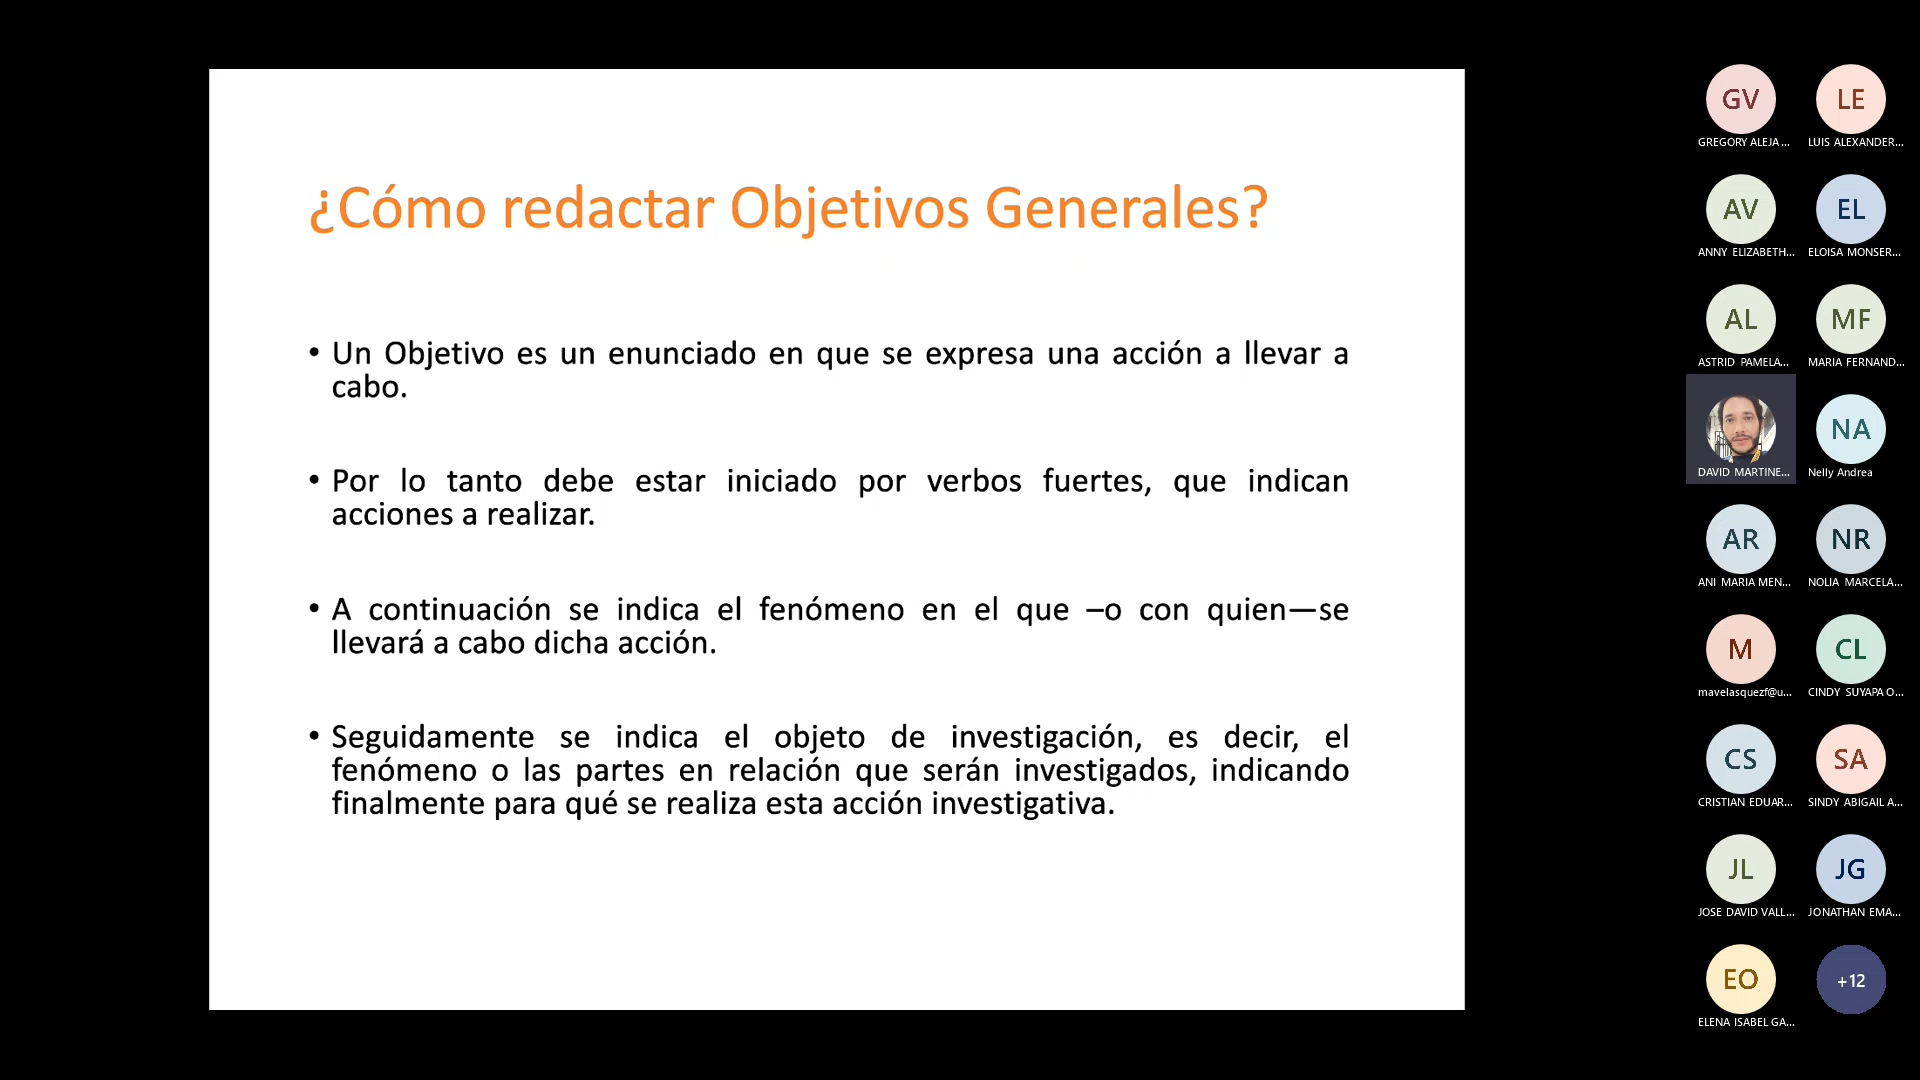 ¿Cómo redactar Objetivos Generales?
• Un Objetivo es un enunciado en que se expresa una acción a llevar a
cabo.
• Por lo tanto debe estar iniciado por verbos fuertes, que indican
acciones a realizar.
• A continuación se indica el fenómeno en el que –o con quien—se
llevará a cabo dicha acción.
• Seguidamente se indica el objeto de investigación, es decir, el
fenómeno o las partes en relación que serán investigados, indicando
finalmente para qué se realiza esta acción investigativa.
GV
GREGORY ALEJA...
LE
LUIS ALEXANDER...
AV
ANNY ELIZABETH...
EL
ELOISA MONSER...
AL
ASTRID PAMELA...
MF
MARIA FERNAND...
DAVID MARTINE...
NA
Nelly Andrea
AR
ANI MARIA MEN...
NR
NOLIA MARCELA...
M
mavelasquezf@u...
CL
CINDY SUYAPA O...
CS
CRISTIAN EDUAR...
SA
SINDY ABIGAIL A...
JL
JOSE DAVID VALL...
JG
JONATHAN EMA...
EO
ELENA ISABEL GA...
+12